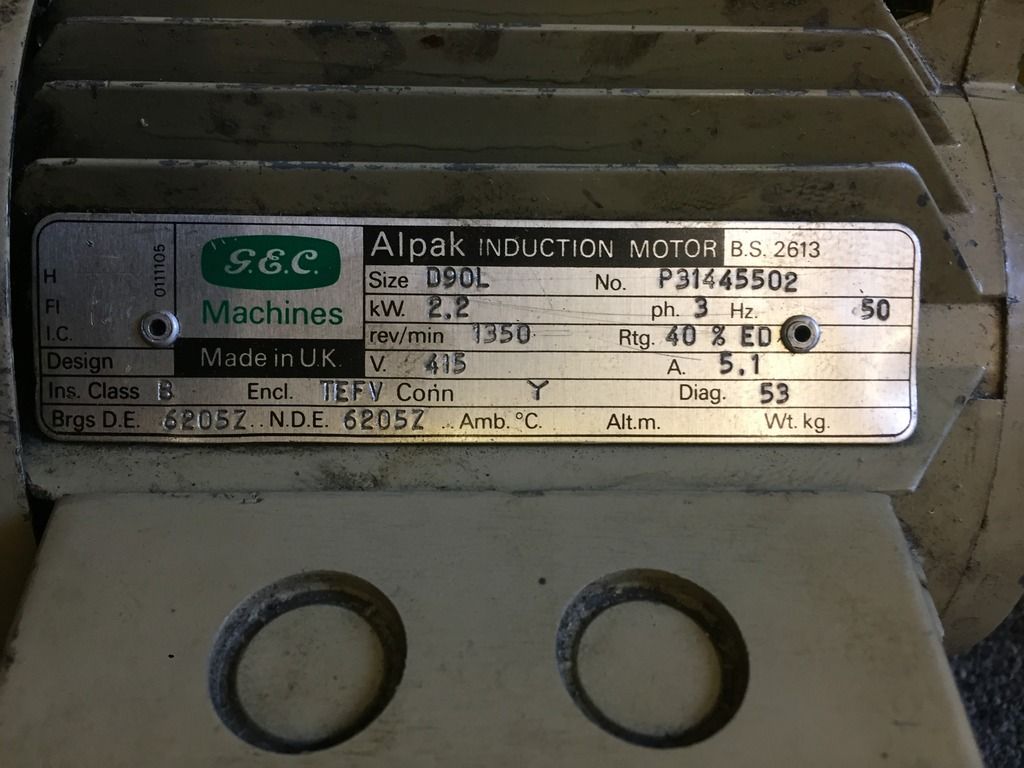 H
FI
I.C.
Design
0111105
G.E.C.
Machines
Made in U.K.
Alpak INDUCTION MOTOR B.S. 2613
Size D90L No. P31445502
kW. 2.2 ph. 3 Hz. 50
rev/min 1350 Rtg. 40 % ED
V. 415 A. 5.1
Ins. Class B Encl. TEFV Conn Y Diag. 53
Brgs D.E. 6205Z.. N.D.E. 6205Z .. Amb. °C. Alt.m. Wt. kg.